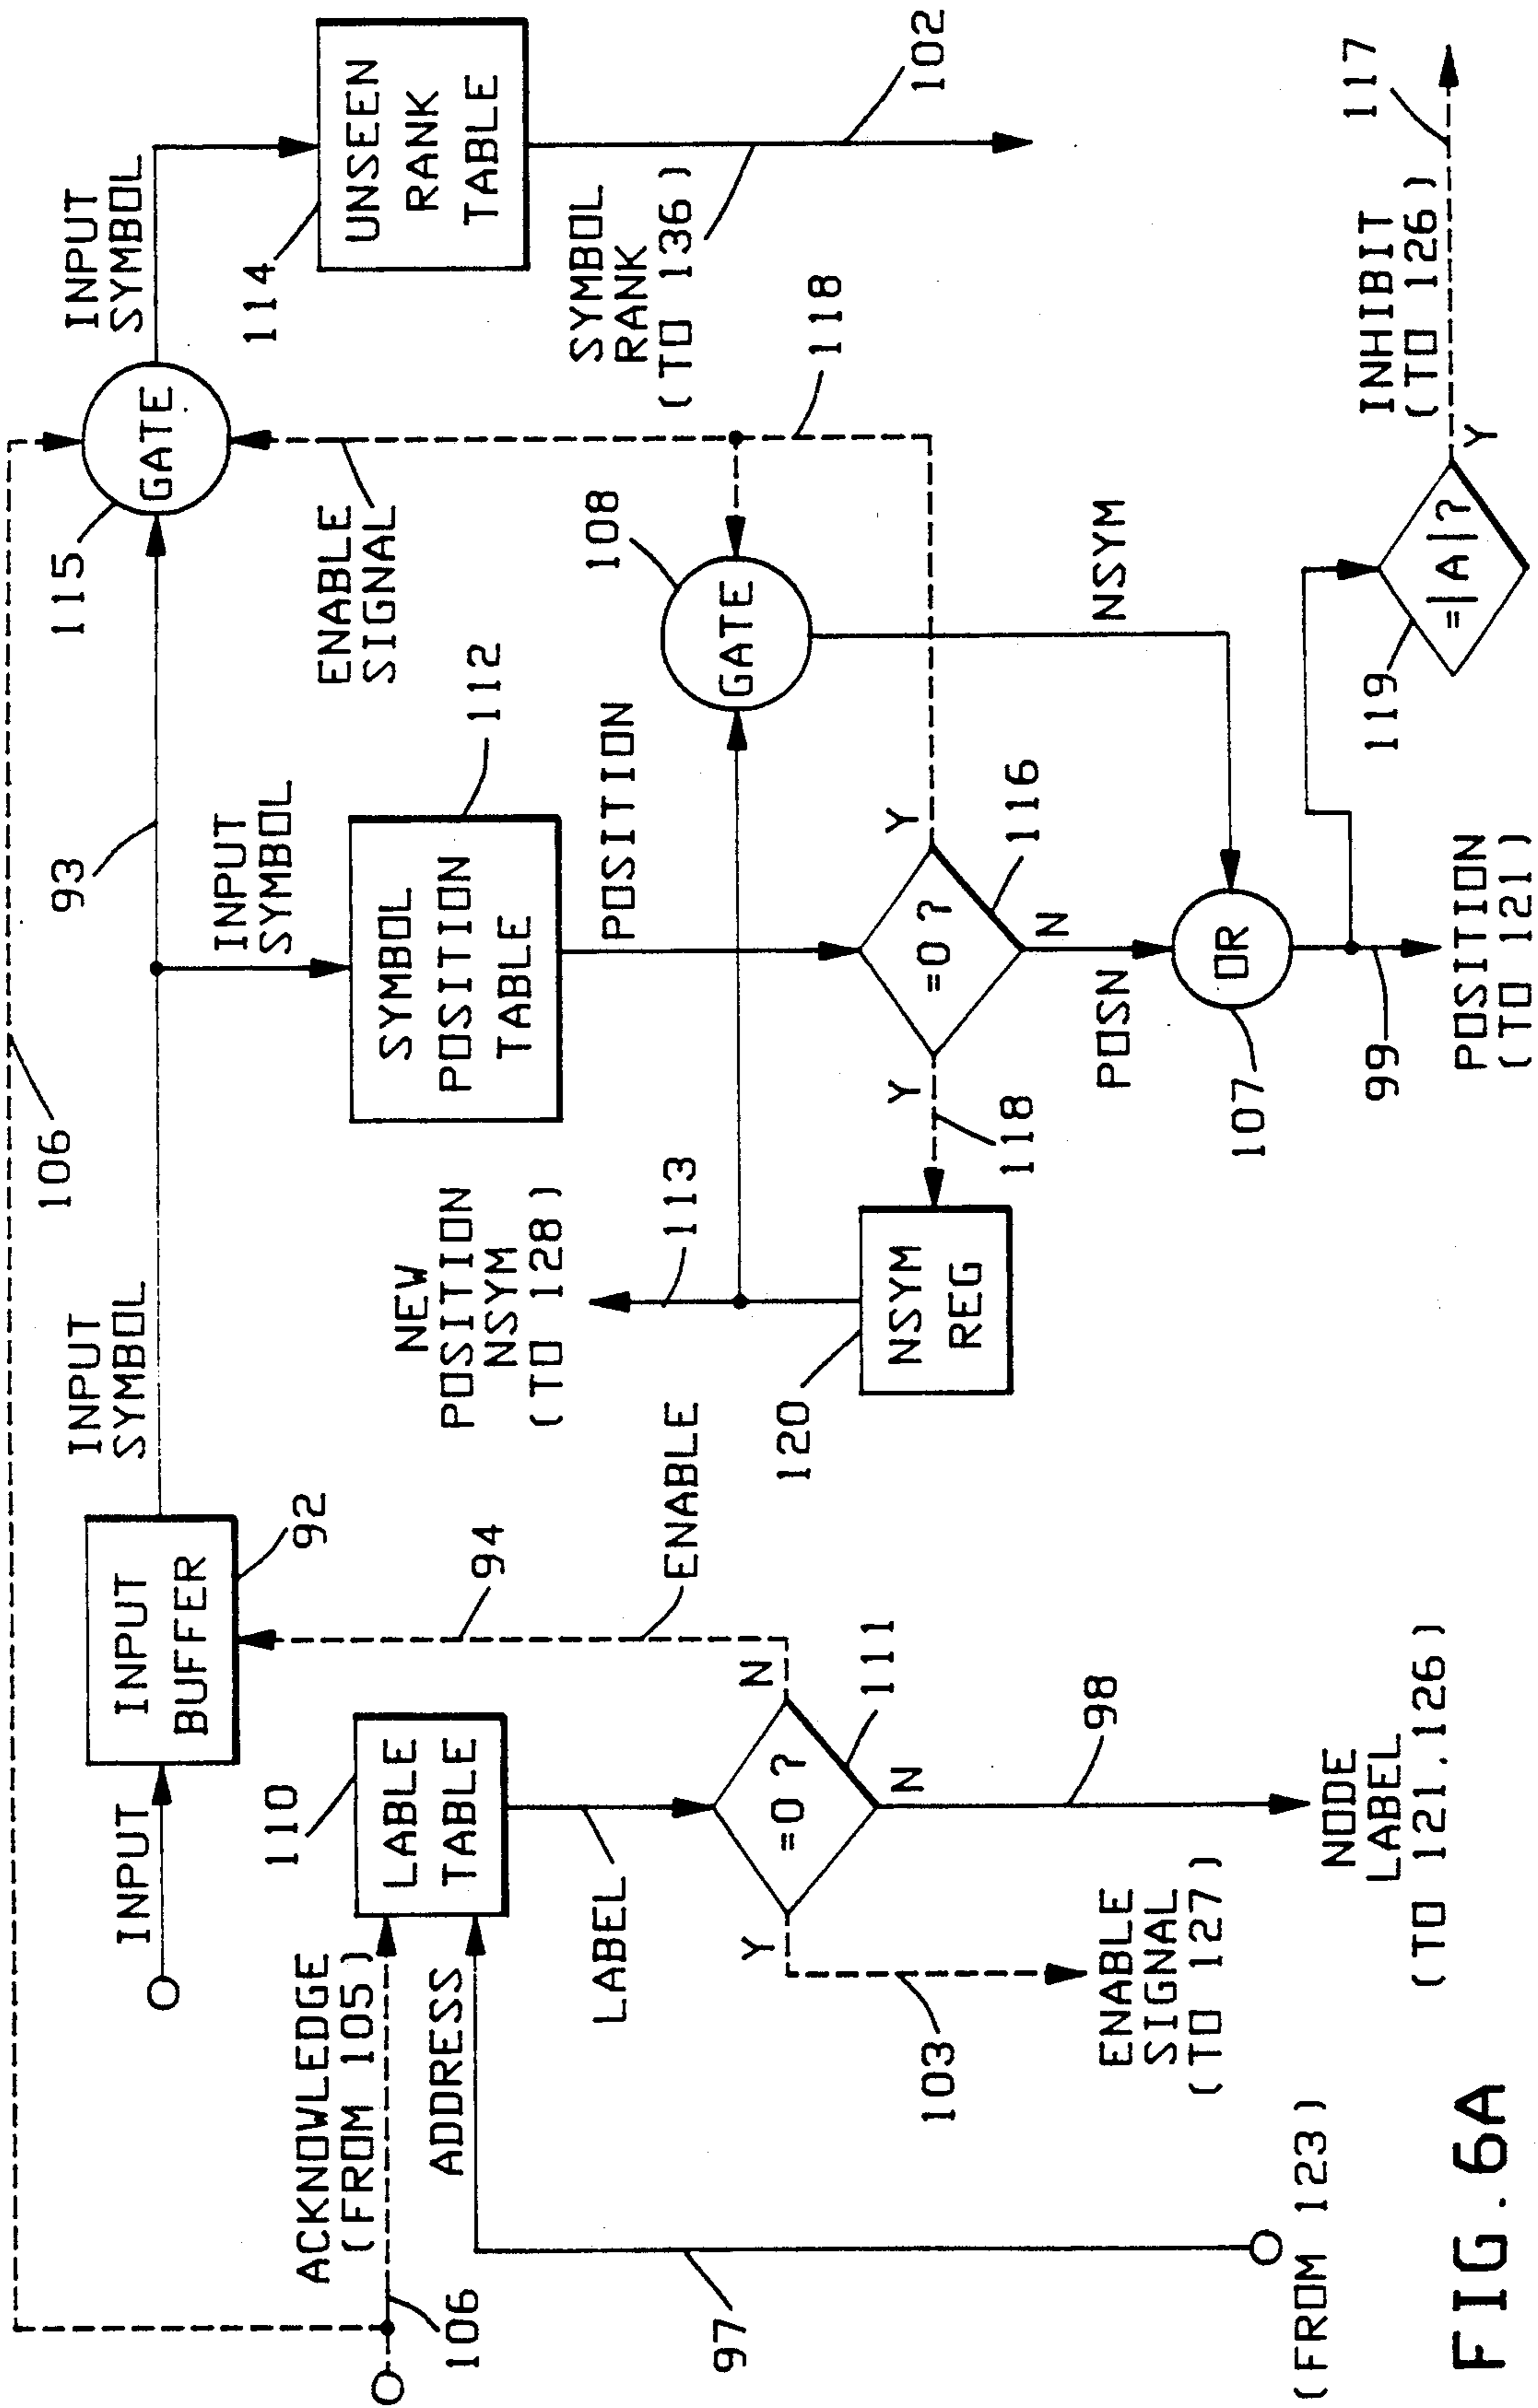 106
INPUT
INPUT
BUFFER
92
INPUT
SYMBOL
93
115
GATE
INPUT
SYMBOL
114
UNSEEN
RANK
TABLE
102
SYMBOL
RANK
(TO 136)
INPUT
SYMBOL
SYMBOL
POSITION
TABLE
112
ENABLE
SIGNAL
118
ACKNOWLEDGE
(FROM 105)
106
ADDRESS
97
(FROM 123)
110
LABLE
TABLE
LABEL
94
ENABLE
=0 ?
111
Y
N
N
103
ENABLE
SIGNAL
(TO 127)
98
NODE
LABEL
(TO 121,126)
NEW
POSITION
NSYM
(TO 128)
113
120
NSYM
REG
118
POSITION
108
GATE
=0 ?
116
Y
Y
N
POSN
NSYM
107
OR
99
POSITION
(TO 121)
119
=|A|?
Y
INHIBIT
(TO 126)
117
FIG. 6A